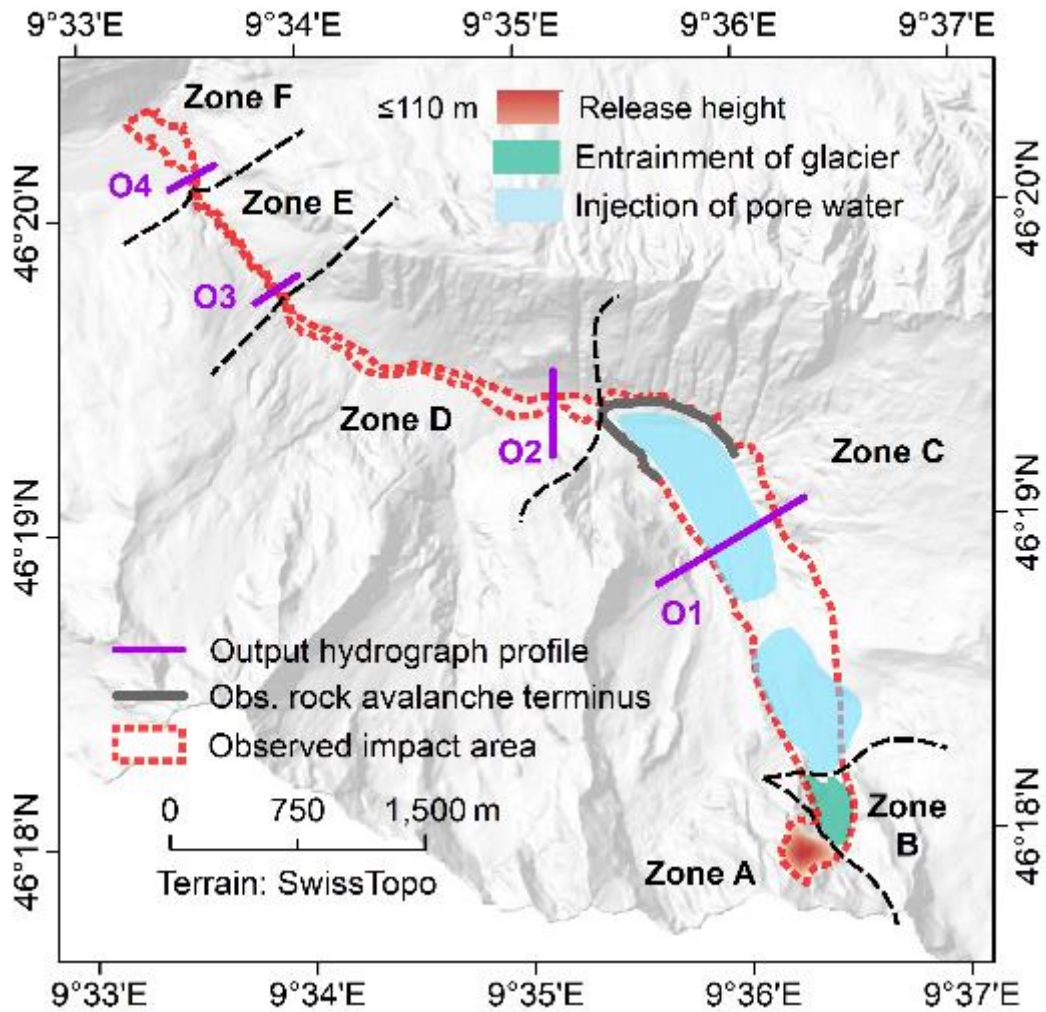 9°33'E 9°34'E 9°35'E 9°36'E 9°37'E
Zone F
≤110 m Release height
Entrainment of glacier
Injection of pore water
O4
Zone E
46°20'N
46°20'N
O3
Zone D
O2
Zone C
46°19'N
46°19'N
O1
Output hydrograph profile
Obs. rock avalanche terminus
Observed impact area
0 750 1,500 m
Terrain: SwissTopo
Zone
B
Zone A
46°18'N
46°18'N
9°33'E 9°34'E 9°35'E 9°36'E 9°37'E